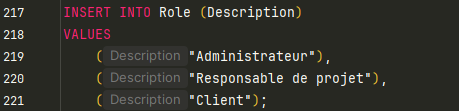 217 INSERT INTO Role (Description)
218 VALUES
219 (Description "Administrateur"),
220 (Description "Responsable de projet"),
221 (Description "Client");